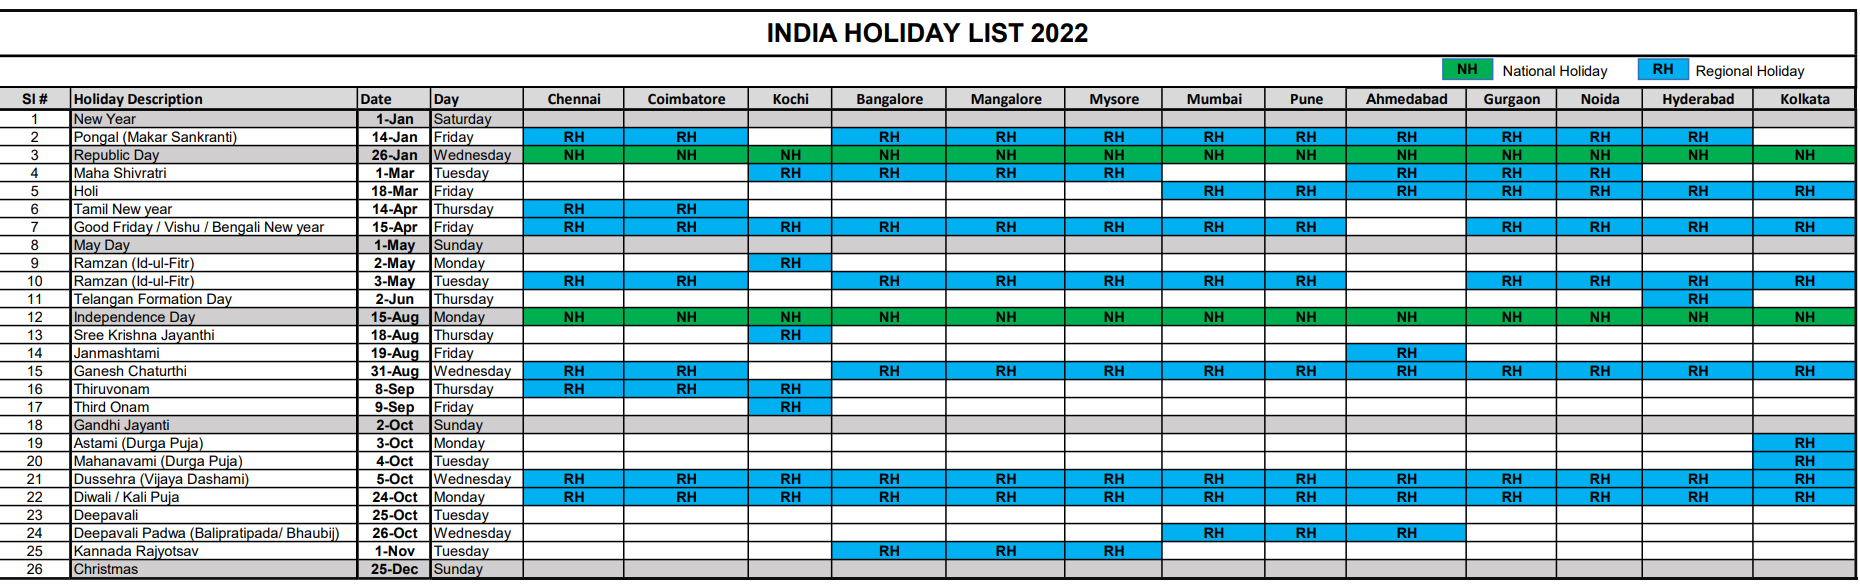 INDIA HOLIDAY LIST 2022
NH National Holiday RH Regional Holiday
Sl # Holiday Description Date Day Chennai Coimbatore Kochi Bangalore Mangalore Mysore Mumbai Pune Ahmedabad Gurgaon Noida Hyderabad Kolkata
1 New Year 1-Jan Saturday
2 Pongal (Makar Sankranti) 14-Jan Friday RH RH RH RH RH RH RH RH RH RH RH
3 Republic Day 26-Jan Wednesday NH NH NH NH NH NH NH NH NH NH NH NH NH
4 Maha Shivratri 1-Mar Tuesday RH RH RH RH RH RH RH
5 Holi 18-Mar Friday RH RH RH RH RH RH RH
6 Tamil New year 14-Apr Thursday RH RH
7 Good Friday / Vishu / Bengali New year 15-Apr Friday RH RH RH RH RH RH RH RH RH RH RH RH
8 May Day 1-May Sunday
9 Ramzan (Id-ul-Fitr) 2-May Monday RH
10 Ramzan (Id-ul-Fitr) 3-May Tuesday RH RH RH RH RH RH RH RH RH RH RH
11 Telangan Formation Day 2-Jun Thursday RH
12 Independence Day 15-Aug Monday NH NH NH NH NH NH NH NH NH NH NH NH NH
13 Sree Krishna Jayanthi 18-Aug Thursday RH
14 Janmashtami 19-Aug Friday RH
15 Ganesh Chaturthi 31-Aug Wednesday RH RH RH RH RH RH RH RH RH RH RH RH
16 Thiruvonam 8-Sep Thursday RH RH RH
17 Third Onam 9-Sep Friday RH
18 Gandhi Jayanti 2-Oct Sunday
19 Astami (Durga Puja) 3-Oct Monday RH
20 Mahanavami (Durga Puja) 4-Oct Tuesday RH
21 Dussehra (Vijaya Dashami) 5-Oct Wednesday RH RH RH RH RH RH RH RH RH RH RH RH RH
22 Diwali / Kali Puja 24-Oct Monday RH RH RH RH RH RH RH RH RH RH RH RH RH
23 Deepavali 25-Oct Tuesday
24 Deepavali Padwa (Balipratipada/ Bhaubij) 26-Oct Wednesday RH RH RH
25 Kannada Rajyotsav 1-Nov Tuesday RH RH RH
26 Christmas 25-Dec Sunday